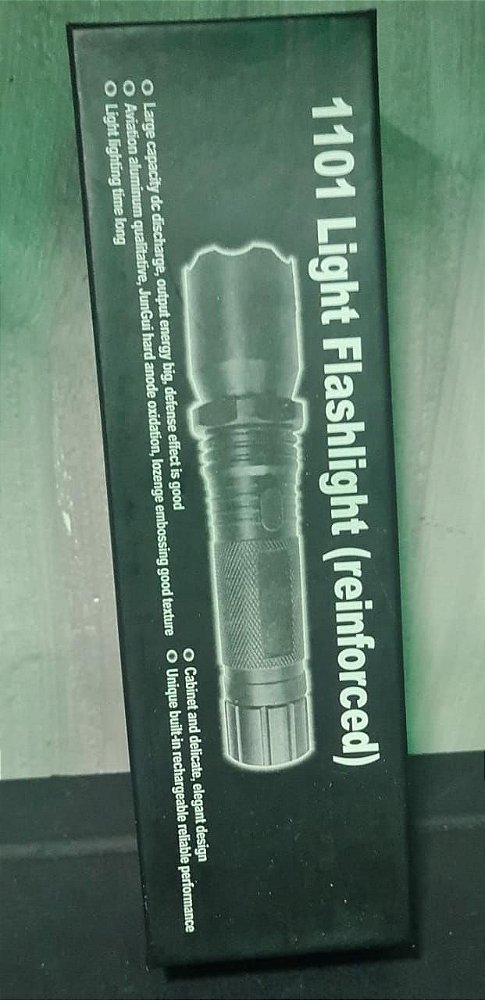 1101 Light Flashlight (reinforced)
Large capacity dc discharge, output energy big, defense effect is good
Aviation aluminum qualitative, JunGui hard anode oxidation, lozenge embossing good texture
Light lighting time long
Cabinet and delicate, elegant design
Unique built-in rechargeable reliable performance